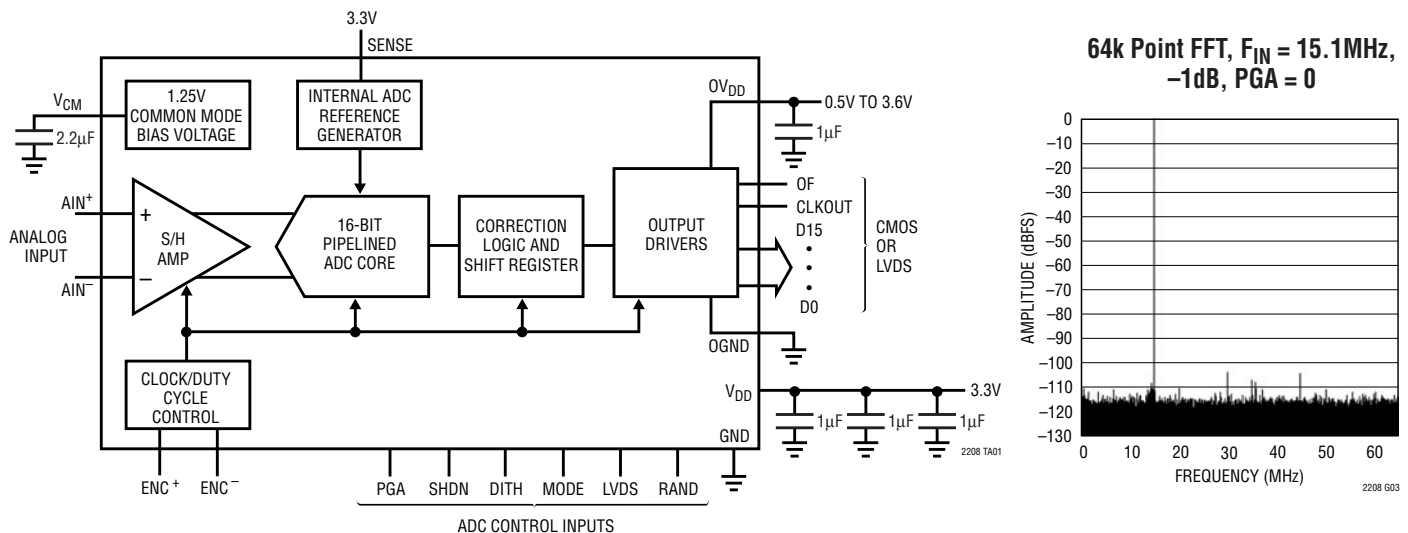 3.3V
SENSE
1.25V
COMMON MODE
BIAS VOLTAGE
INTERNAL ADC
REFERENCE
GENERATOR
VCM
2.2µF
OVDD
0.5V TO 3.6V
1µF
AIN+
ANALOG
INPUT
AIN−
+
−
S/H
AMP
16-BIT
PIPELINED
ADC CORE
CORRECTION
LOGIC AND
SHIFT REGISTER
OUTPUT
DRIVERS
OF
CLKOUT
D15
•
•
•
D0
CMOS
OR
LVDS
OGND
CLOCK/DUTY
CYCLE
CONTROL
VDD
3.3V
1µF 1µF 1µF
GND
2208 TA01
ENC+ ENC−
PGA SHDN DITH MODE LVDS RAND
ADC CONTROL INPUTS
64k Point FFT, FIN = 15.1MHz,
–1dB, PGA = 0
AMPLITUDE (dBFS)
0
–10
–20
–30
–40
–50
–60
–70
–80
–90
–100
–110
–120
–130
0 10 20 30 40 50 60
FREQUENCY (MHz)
2208 G03